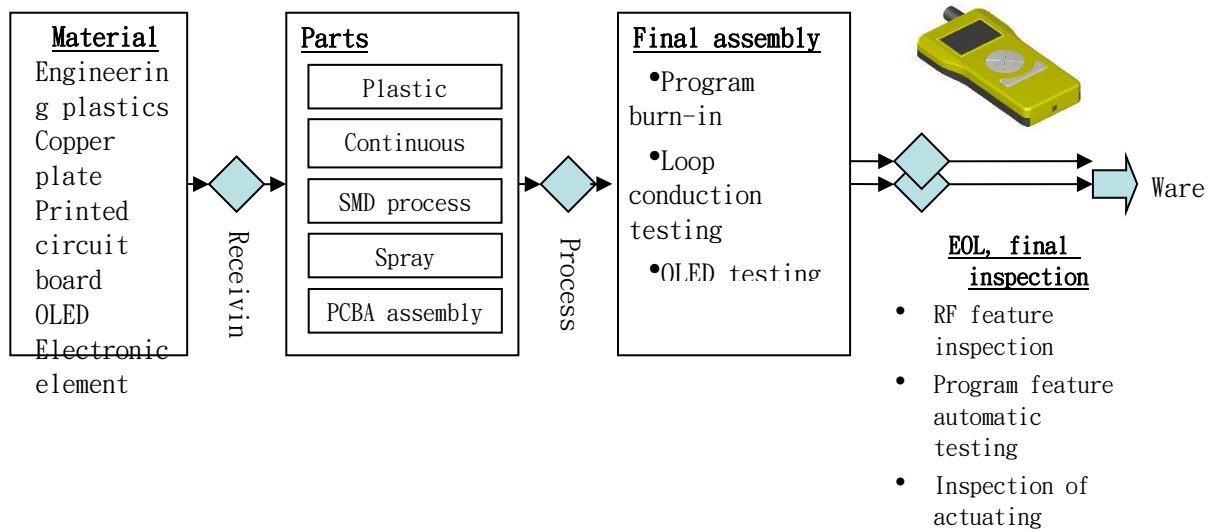 Material
Engineerin
g plastics
Copper
plate
Printed
circuit
board
OLED
Electronic
element
Receivin
Parts
Plastic
Continuous
SMD process
Spray
PCBA assembly
Process
Final assembly
•Program
burn-in
•Loop
conduction
testing
•OLED testing
Ware
EOL, final
inspection
• RF feature
inspection
• Program feature
automatic
testing
• Inspection of
actuating